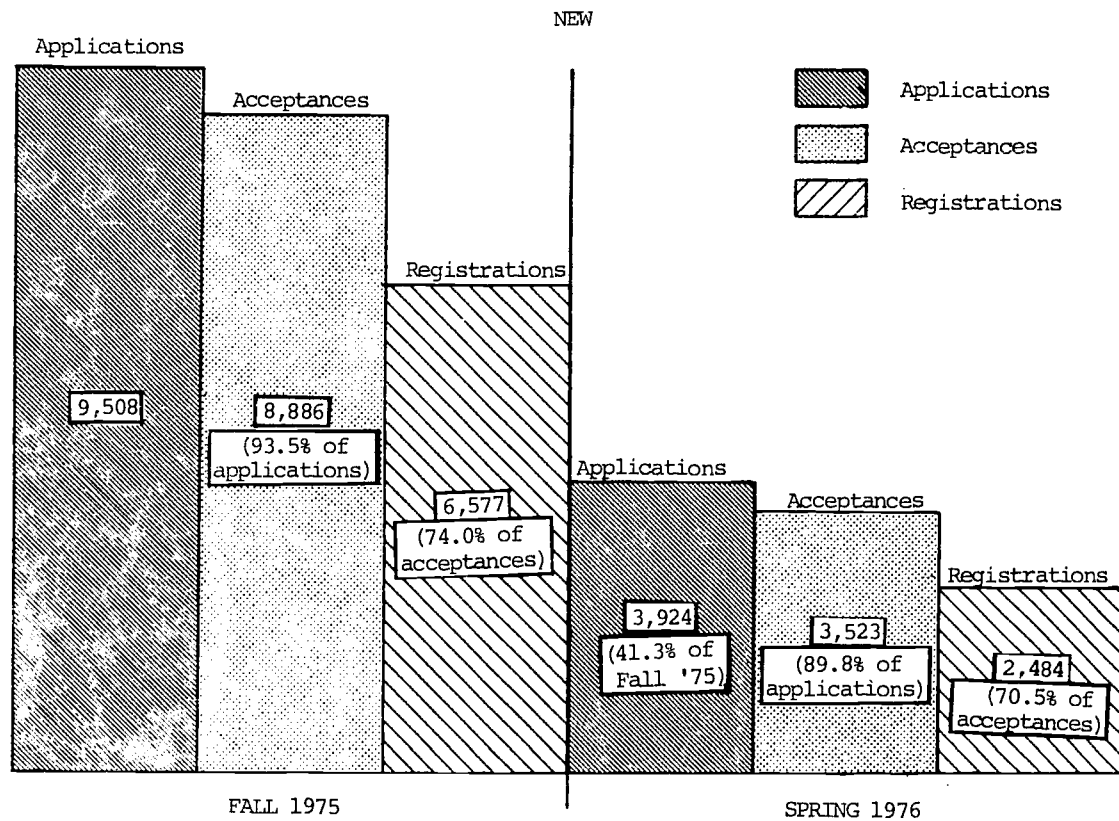 NEW
Applications
Acceptances
Registrations
Applications
Acceptances
Registrations
9,508
8,886
(93.5% of
applications)
6,577
(74.0% of
acceptances)
Applications
Acceptances
Registrations
3,924
(41.3% of
Fall '75)
3,523
(89.8% of
applications)
2,484
(70.5% of
acceptances)
FALL 1975
SPRING 1976